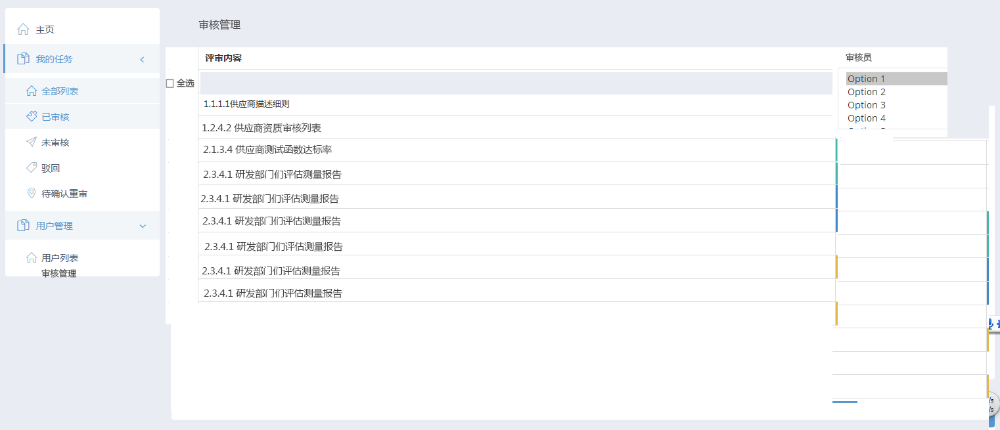 主页
我的任务
全部列表
已审核
未审核
驳回
待确认重审
用户管理
用户列表
审核管理
审核管理
评审内容
审核员
全选
Option 1
Option 2
Option 3
Option 4
1.1.1.1供应商描述细则
1.2.4.2 供应商资质审核列表
2.1.3.4 供应商测试函数达标率
2.3.4.1 研发部门们评估测量报告
2.3.4.1 研发部门们评估测量报告
2.3.4.1 研发部门们评估测量报告
2.3.4.1 研发部门们评估测量报告
2.3.4.1 研发部门们评估测量报告
2.3.4.1 研发部门们评估测量报告
/s
/s